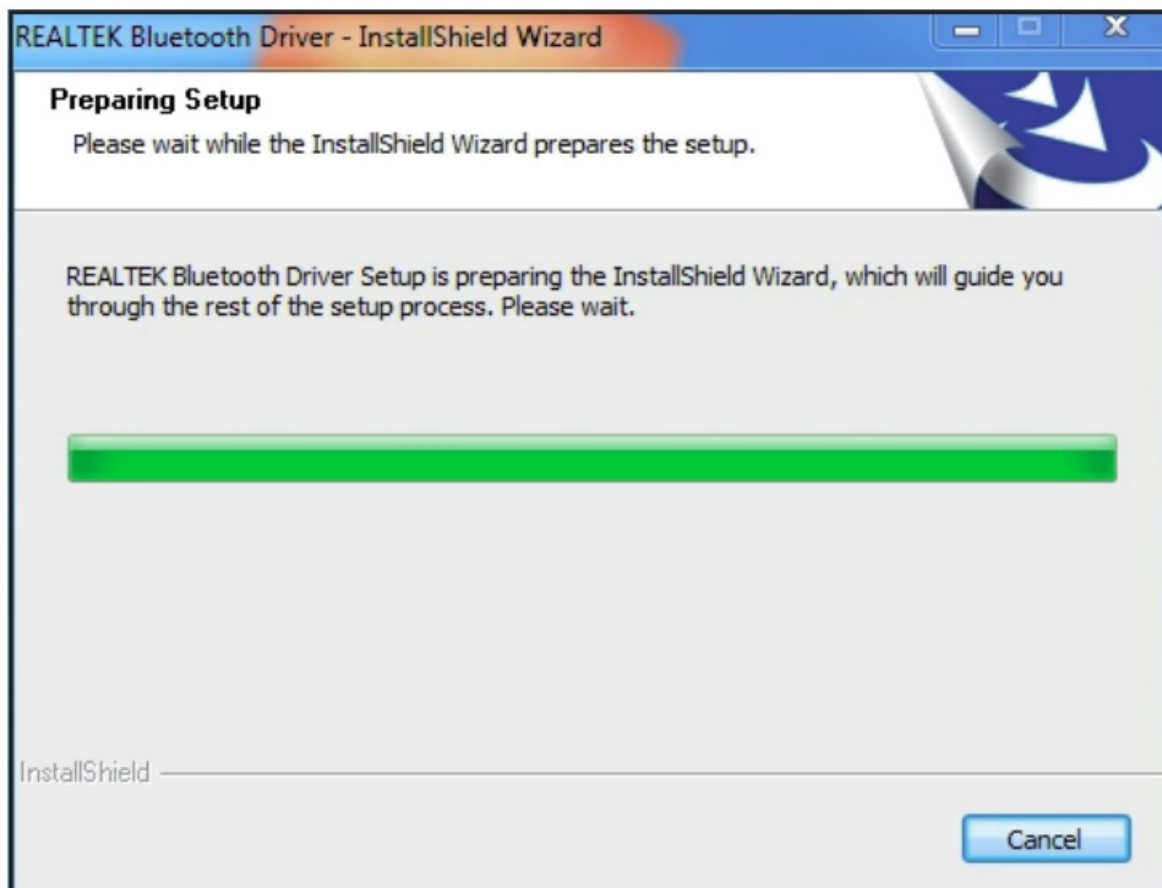 REALTEK Bluetooth Driver - InstallShield Wizard
Preparing Setup
Please wait while the InstallShield Wizard prepares the setup.
REALTEK Bluetooth Driver Setup is preparing the InstallShield Wizard, which will guide you
through the rest of the setup process. Please wait.
InstallShield
Cancel